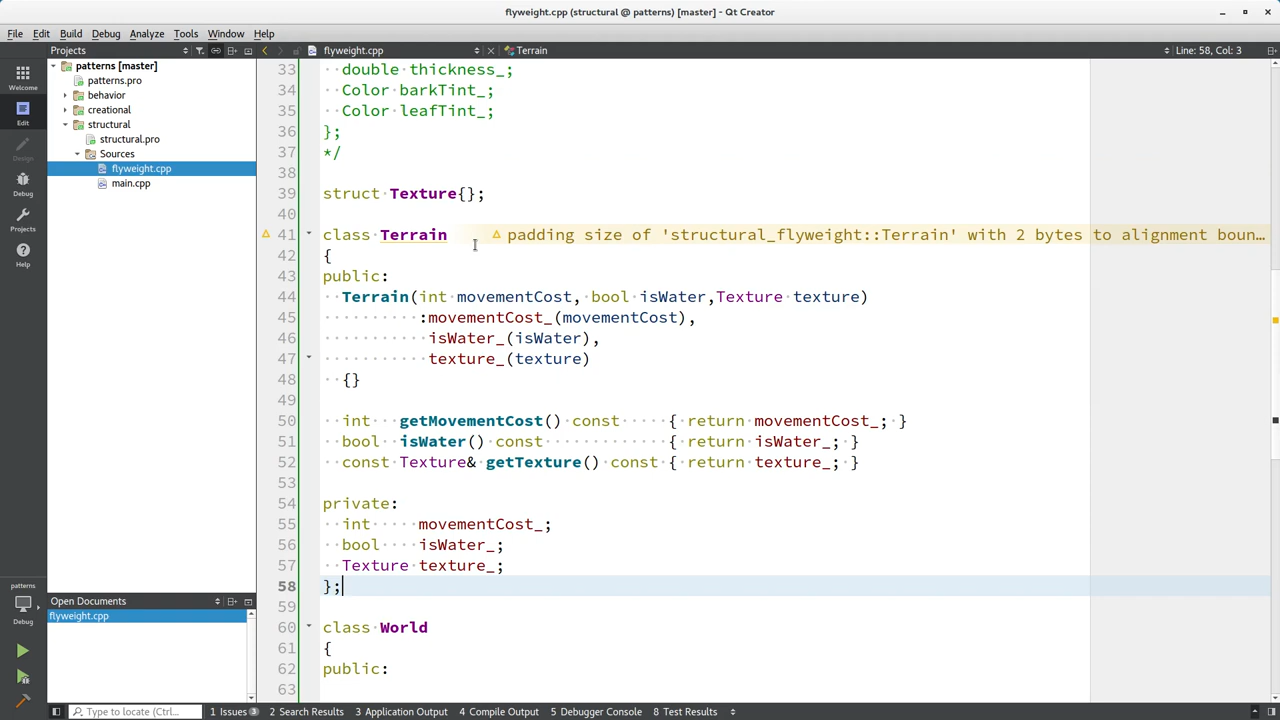 flyweight.cpp (structural @ patterns) [master] - Qt Creator
File Edit Build Debug Analyze Tools Window Help
Projects
flyweight.cpp
Terrain
Line: 58, Col: 3
Welcome
Edit
Design
Debug
Projects
Help
patterns
Debug
patterns [master]
patterns.pro
behavior
creational
structural
structural.pro
Sources
flyweight.cpp
main.cpp
Open Documents
flyweight.cpp
33 double thickness_;
34 Color barkTint_;
35 Color leafTint_;
36 };
37 */
38
39 struct Texture{};
40
41 class Terrain padding size of 'structural_flyweight::Terrain' with 2 bytes to alignment boun…
42 {
43 public:
44 Terrain(int movementCost, bool isWater,Texture texture)
45 :movementCost_(movementCost),
46 isWater_(isWater),
47 texture_(texture)
48 {}
49
50 int getMovementCost() const { return movementCost_; }
51 bool isWater() const { return isWater_; }
52 const Texture& getTexture() const { return texture_; }
53
54 private:
55 int movementCost_;
56 bool isWater_;
57 Texture texture_;
58 };
59
60 class World
61 {
62 public:
63
Type to locate (Ctrl+...
1 Issues 3 2 Search Results 3 Application Output 4 Compile Output 5 Debugger Console 8 Test Results